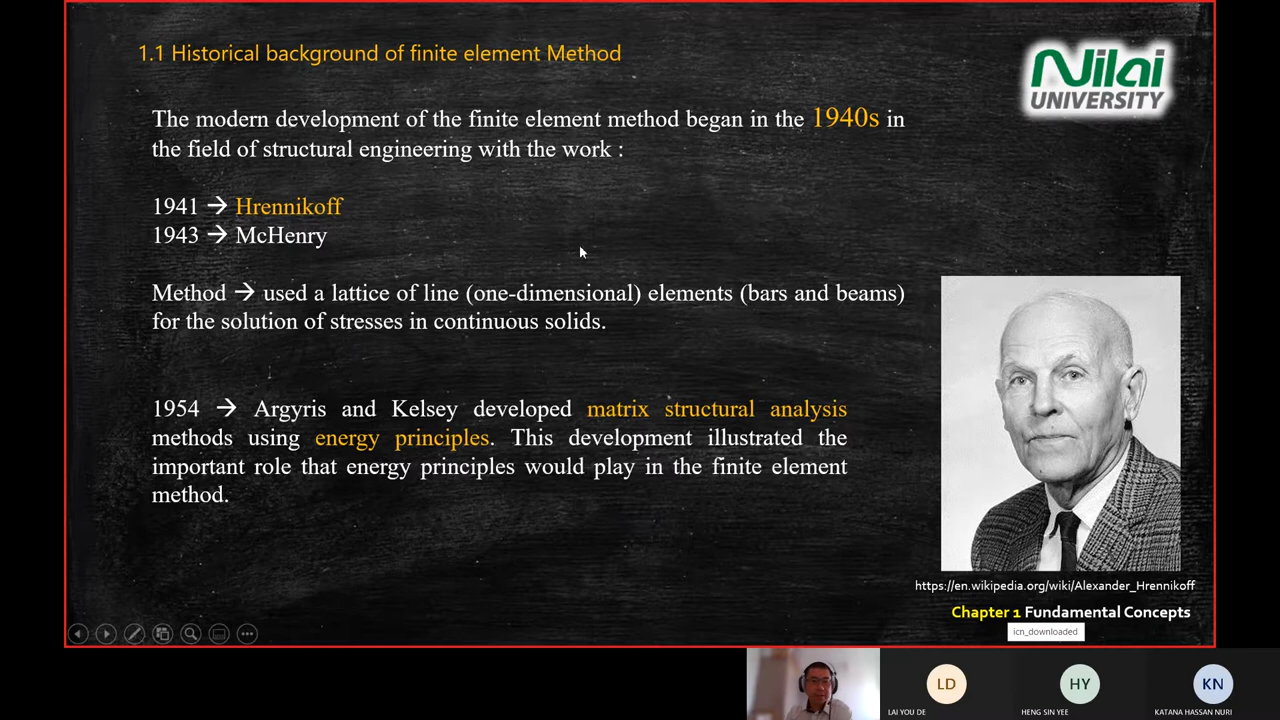 1.1 Historical background of finite element Method
Nilai
UNIVERSITY
The modern development of the finite element method began in the 1940s in
the field of structural engineering with the work :
1941 → Hrennikoff
1943 → McHenry
Method → used a lattice of line (one-dimensional) elements (bars and beams)
for the solution of stresses in continuous solids.
1954 → Argyris and Kelsey developed matrix structural analysis
methods using energy principles. This development illustrated the
important role that energy principles would play in the finite element
method.
https://en.wikipedia.org/wiki/Alexander_Hrennikoff
Chapter 1 Fundamental Concepts
icn_downloaded
LD
HY
KN
LAI YOU DE
HENG SIN YEE
KATANA HASSAN NURI